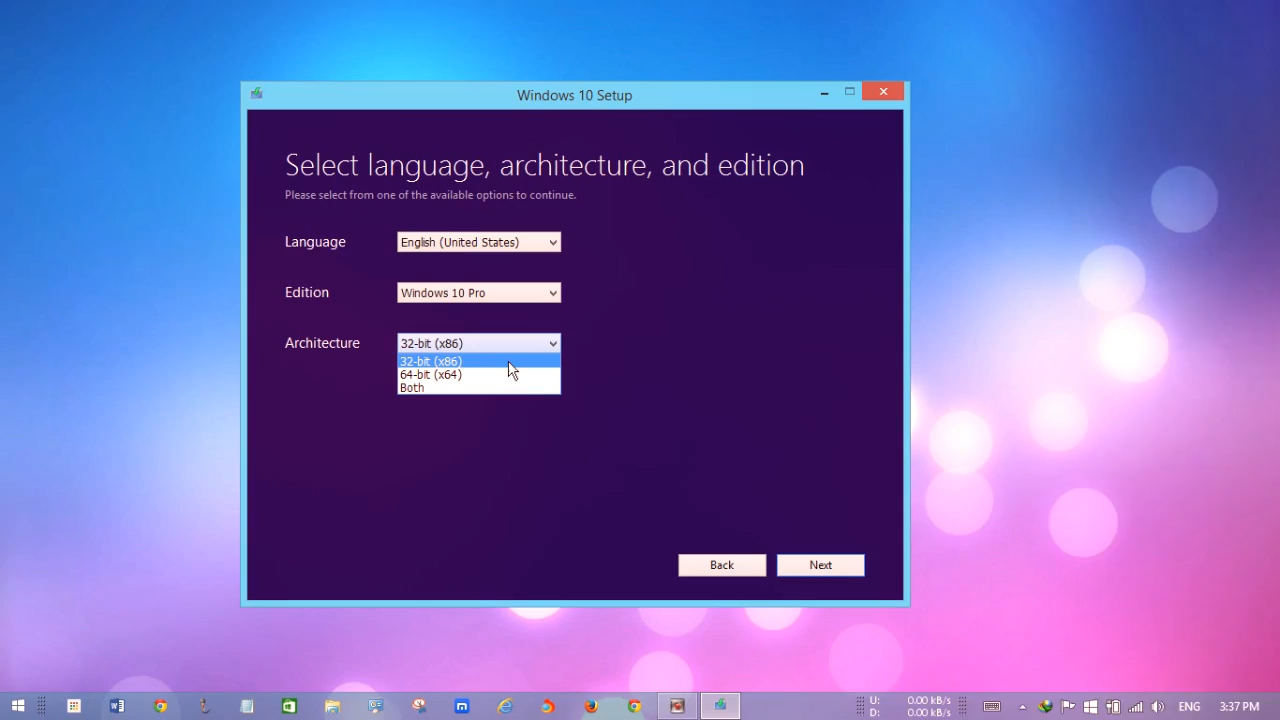 Windows 10 Setup
Select language, architecture, and edition
Please select from one of the available options to continue.
Language English (United States)
Edition Windows 10 Pro
Architecture 32-bit (x86)
32-bit (x86)
64-bit (x64)
Both
Back Next
U: 0.00 kB/s
D: 0.00 kB/s
ENG 3:37 PM